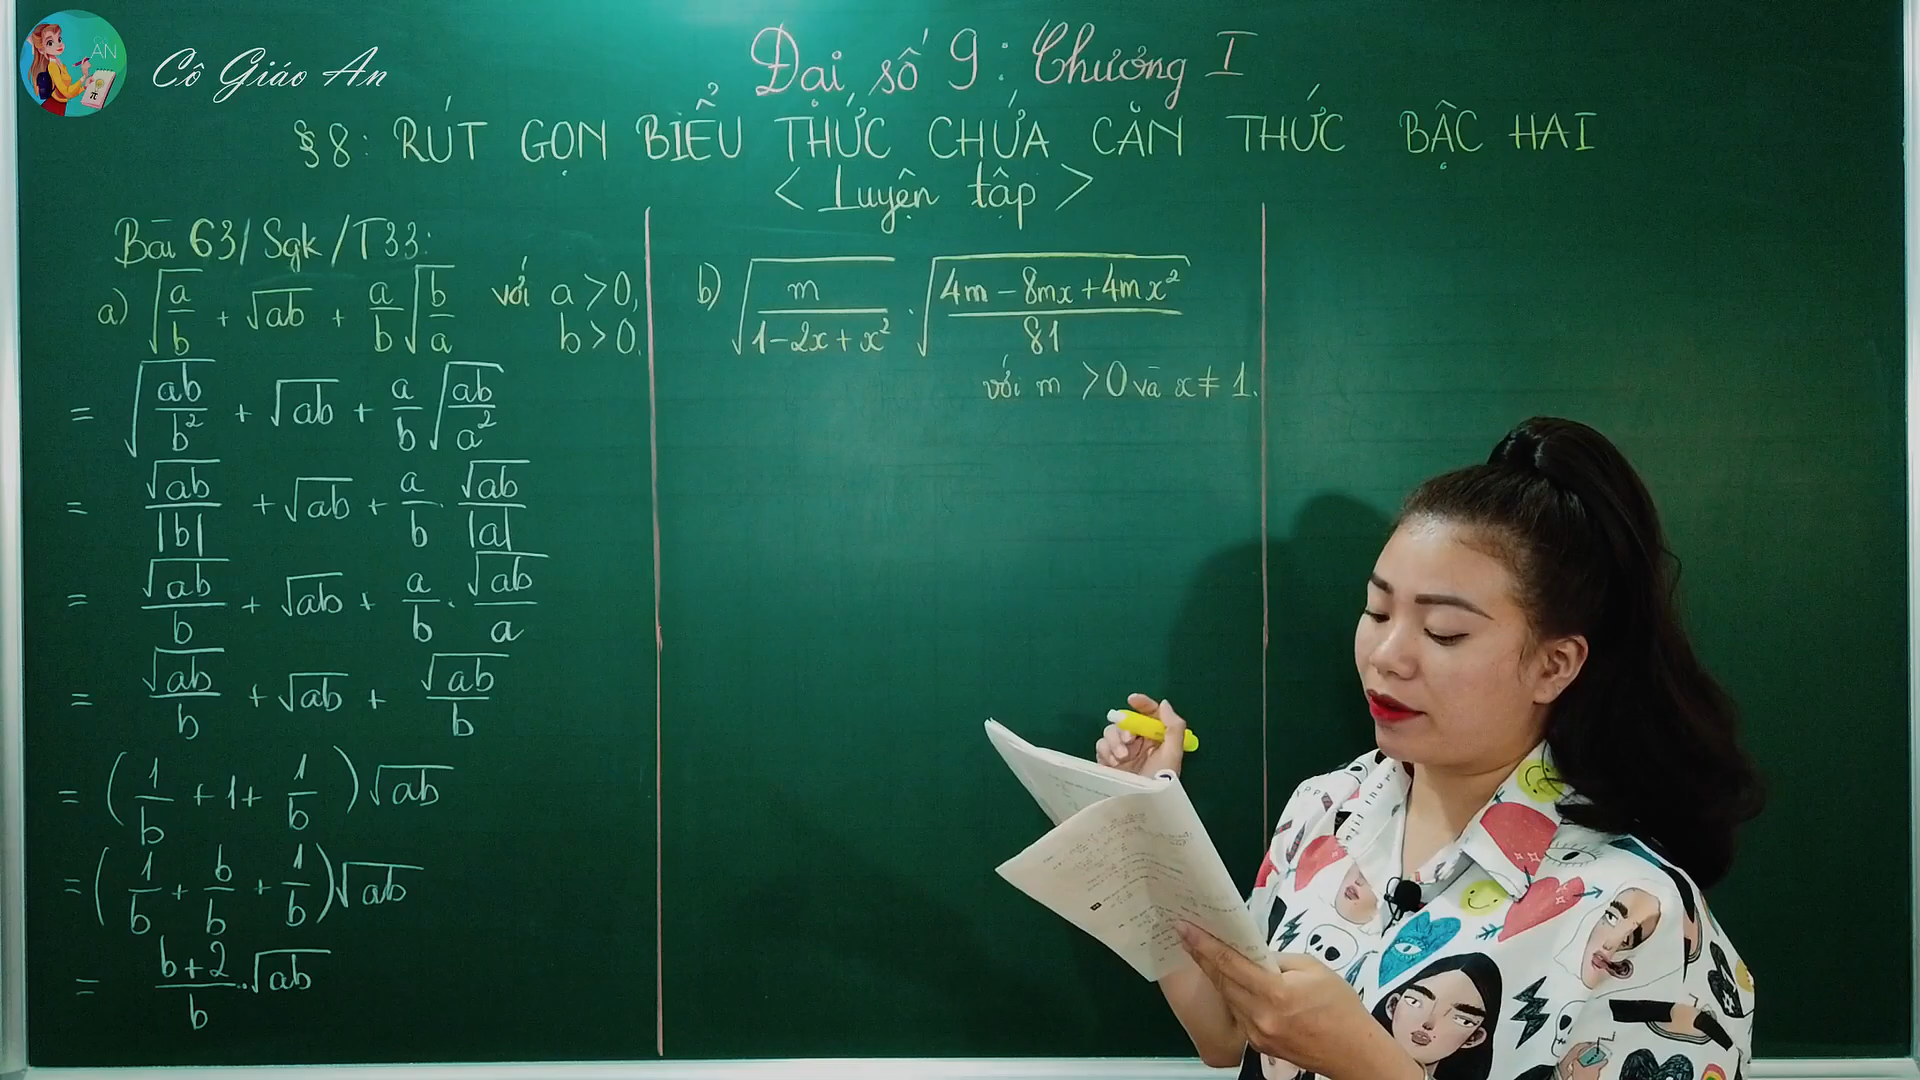 Cô Giáo An
ÂN
Đại số 9: Chương I
§8: RÚT GỌN BIỂU THỨC CHỨA CĂN THỨC BẬC HAI
< Luyện tập >
Bài 63/Sgk/T33:
a) √(a/b) + √ab + a/b √(b/a) với a > 0, b > 0.
= √(ab/b²) + √ab + a/b √(ab/a²)
= √ab/|b| + √ab + a/b . √ab/|a|
= √ab/b + √ab + a/b . √ab/a
= √ab/b + √ab + √ab/b
= (1/b + 1 + 1/b) √ab
= (1/b + b/b + 1/b) √ab
= (b+2)/b . √ab
b) √(m/(1-2x+x²)) . √((4m-8mx+4mx²)/81)
với m > 0 và x ≠ 1.